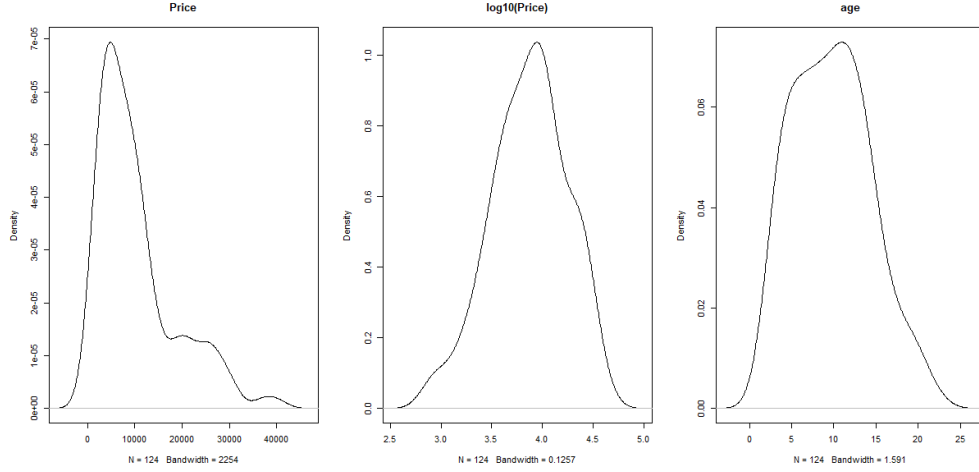 Price
Density
0e+00
1e-05
2e-05
3e-05
4e-05
5e-05
6e-05
7e-05
0 10000 20000 30000 40000
N = 124 Bandwidth = 2254
log10(Price)
Density
0.0
0.2
0.4
0.6
0.8
1.0
2.5 3.0 3.5 4.0 4.5 5.0
N = 124 Bandwidth = 0.1257
age
Density
0.00
0.02
0.04
0.06
0 5 10 15 20 25
N = 124 Bandwidth = 1.591